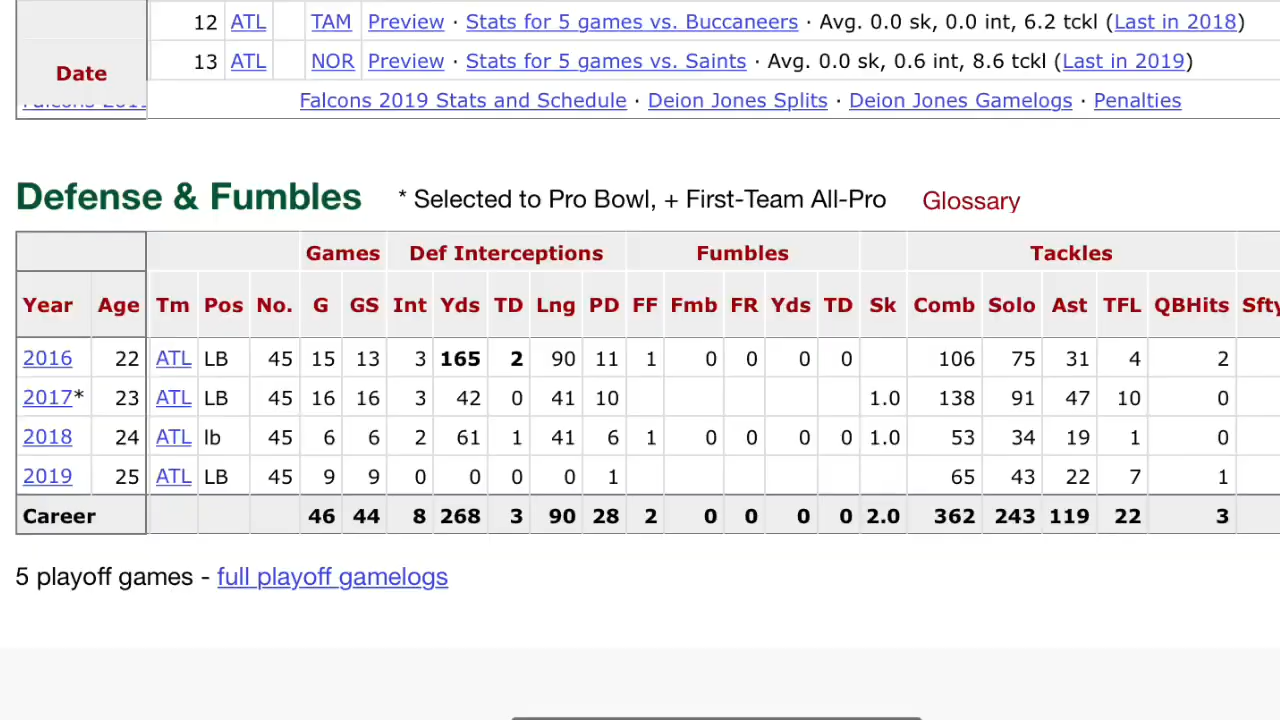 12 ATL TAM Preview · Stats for 5 games vs. Buccaneers · Avg. 0.0 sk, 0.0 int, 6.2 tckl (Last in 2018)
Date 13 ATL NOR Preview · Stats for 5 games vs. Saints · Avg. 0.0 sk, 0.6 int, 8.6 tckl (Last in 2019)
Falcons 2019 Stats and Schedule · Deion Jones Splits · Deion Jones Gamelogs · Penalties
Defense & Fumbles * Selected to Pro Bowl, + First-Team All-Pro Glossary
Games Def Interceptions Fumbles Tackles
Year Age Tm Pos No. G GS Int Yds TD Lng PD FF Fmb FR Yds TD Sk Comb Solo Ast TFL QBHits Sfty
2016 22 ATL LB 45 15 13 3 165 2 90 11 1 0 0 0 0 106 75 31 4 2
2017* 23 ATL LB 45 16 16 3 42 0 41 10 1.0 138 91 47 10 0
2018 24 ATL lb 45 6 6 2 61 1 41 6 1 0 0 0 0 1.0 53 34 19 1 0
2019 25 ATL LB 45 9 9 0 0 0 0 1 65 43 22 7 1
Career 46 44 8 268 3 90 28 2 0 0 0 0 2.0 362 243 119 22 3
5 playoff games - full playoff gamelogs